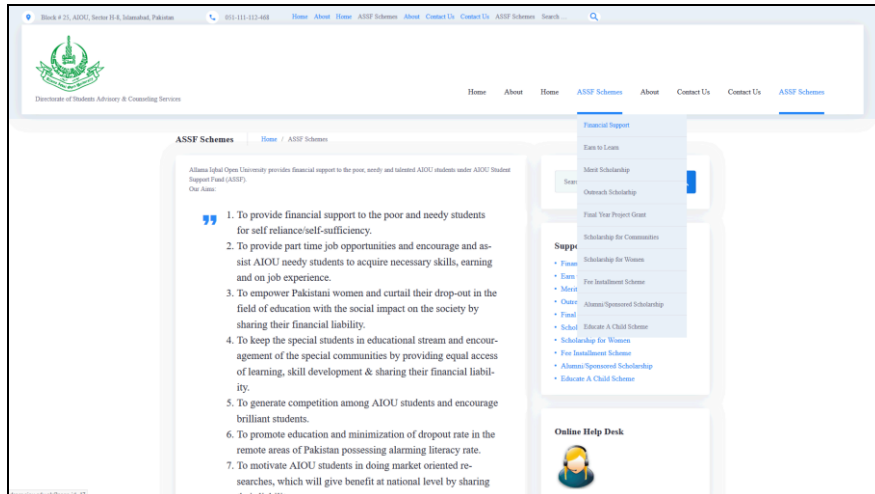 Block # 21, AIOU, Sector H-8, Islamabad, Pakistan 051-111-112-468 Home About Home ASSF Schemes About Contact Us Contact Us ASSF Schemes Search ...
Directorate of Students Advisory & Counseling Services
Home About Home ASSF Schemes About Contact Us Contact Us ASSF Schemes
Financial Support
Earn to Learn
Merit Scholarship
Outreach Scholarhip
Final Year Project Grant
Scholarship for Communities
Scholarship for Women
Fee Installment Scheme
Alumni/Sponsored Scholarship
Educate A Child Scheme
ASSF Schemes Home / ASSF Schemes
Allama Iqbal Open University provides financial support to the poor, needy and talented AIOU students under AIOU Student
Support Fund (ASSF).
Our Aims:
1. To provide financial support to the poor and needy students
for self reliance/self-sufficiency.
2. To provide part time job opportunities and encourage and as-
sist AIOU needy students to acquire necessary skills, earning
and on job experience.
3. To empower Pakistani women and curtail their drop-out in the
field of education with the social impact on the society by
sharing their financial liability.
4. To keep the special students in educational stream and encour-
agement of the special communities by providing equal access
of learning, skill development & sharing their financial liabil-
ity.
5. To generate competition among AIOU students and encourage
brilliant students.
6. To promote education and minimization of dropout rate in the
remote areas of Pakistan possessing alarming literacy rate.
7. To motivate AIOU students in doing market oriented re-
searches, which will give benefit at national level by sharing
Sear
Suppo
Finan
Earn
Merit
Outre
Final
Schol
Scholarship for Women
Fee Installment Scheme
Alumni/Sponsored Scholarship
Educate A Child Scheme
Online Help Desk